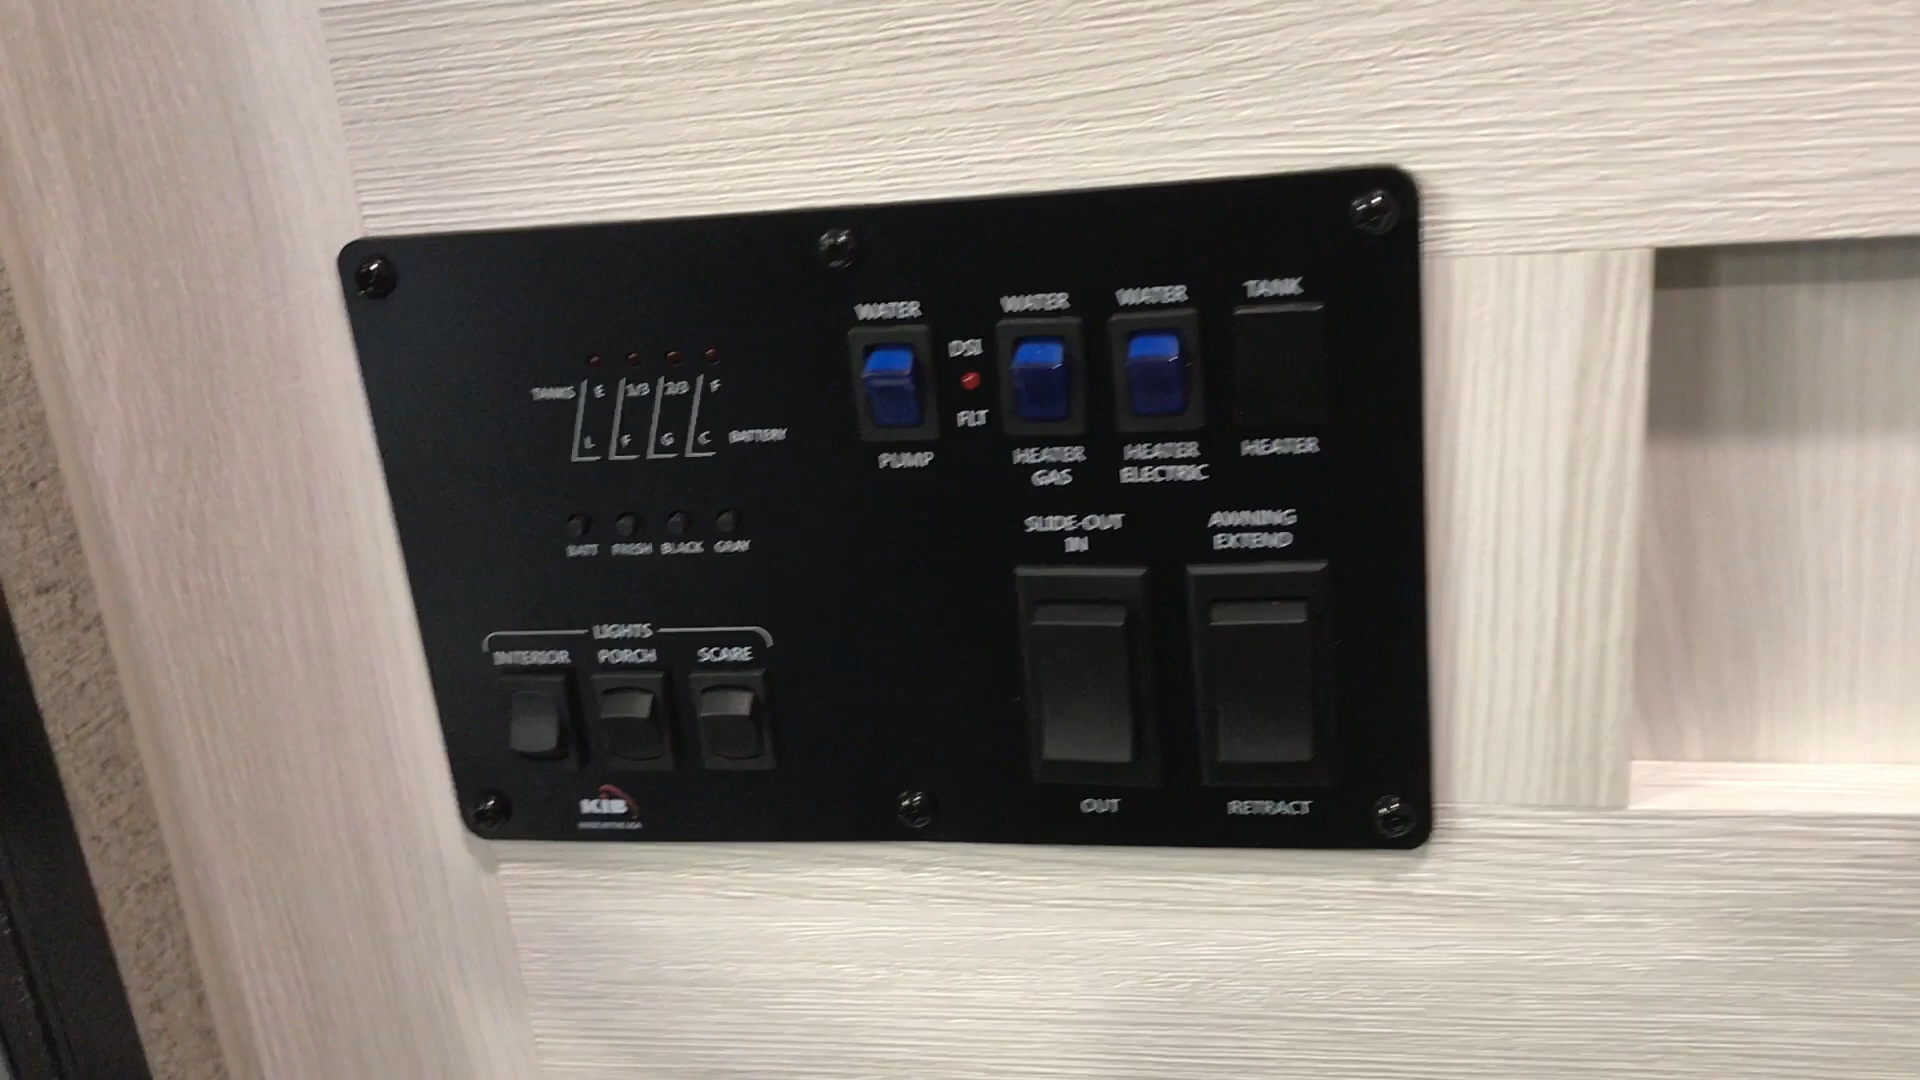 WATER
WATER
WATER
TANK
DSI
FLT
TANKS E 1/3 2/3 F
L F G C BATTERY
PUMP
HEATER
GAS
HEATER
ELECTRIC
HEATER
BATT FRESH BLACK GRAY
SLIDE-OUT
IN
AWNING
EXTEND
LIGHTS
INTERIOR PORCH SCARE
OUT
RETRACT
KIB